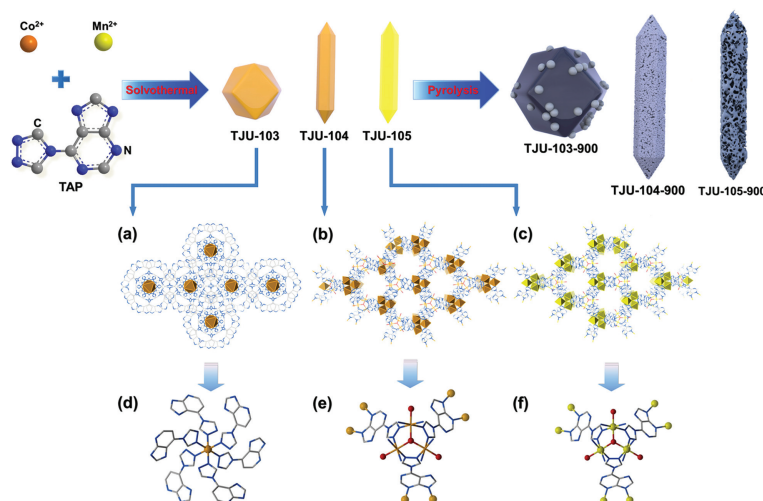 Co²⁺
Mn²⁺
Solvothermal
Pyrolysis
C
N
TAP
TJU-103
TJU-104
TJU-105
TJU-103-900
TJU-104-900
TJU-105-900
(a)
(b)
(c)
(d)
(e)
(f)